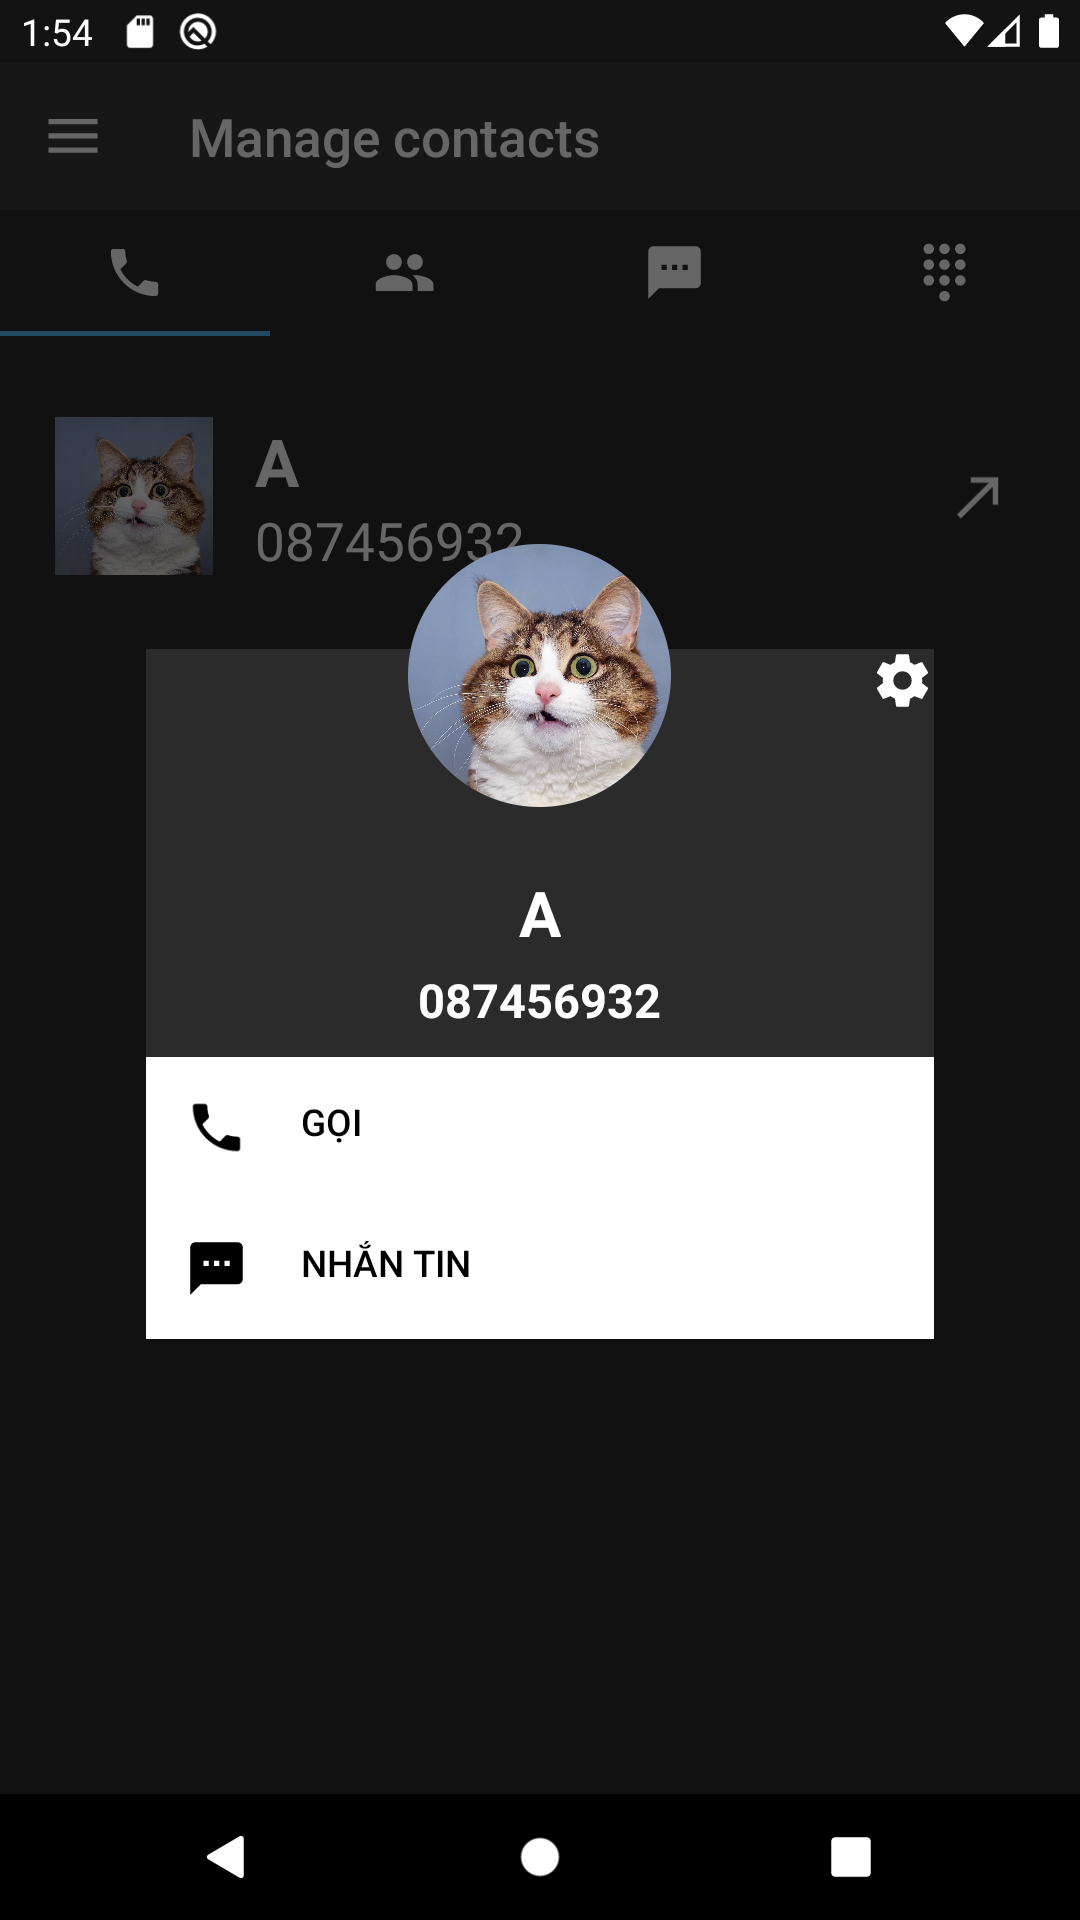 1:54
Manage contacts
A
087456932
A
087456932
GỌI
NHẮN TIN